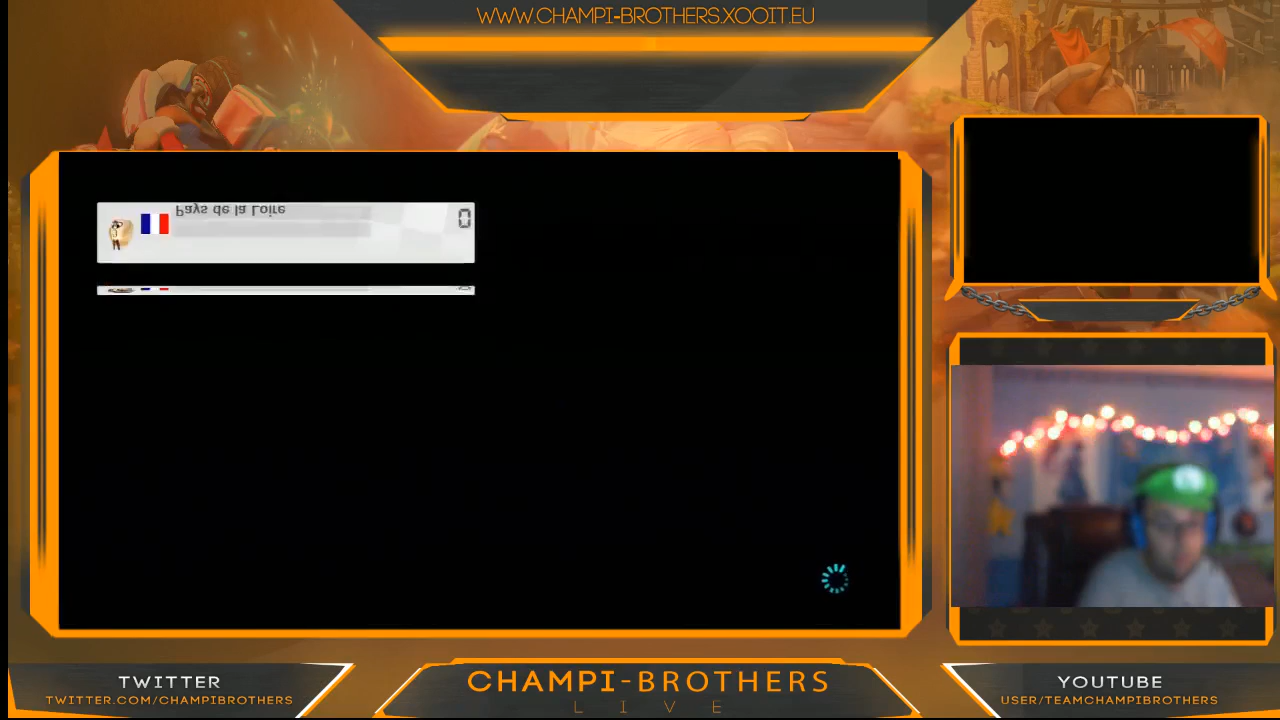 WWW.CHAMPI-BROTHERS.XOOIT.EU
Pays de la Loire
0
TWITTER
TWITTER.COM/CHAMPIBROTHERS
CHAMPI-BROTHERS
LIVE
YOUTUBE
USER/TEAMCHAMPIBROTHERS